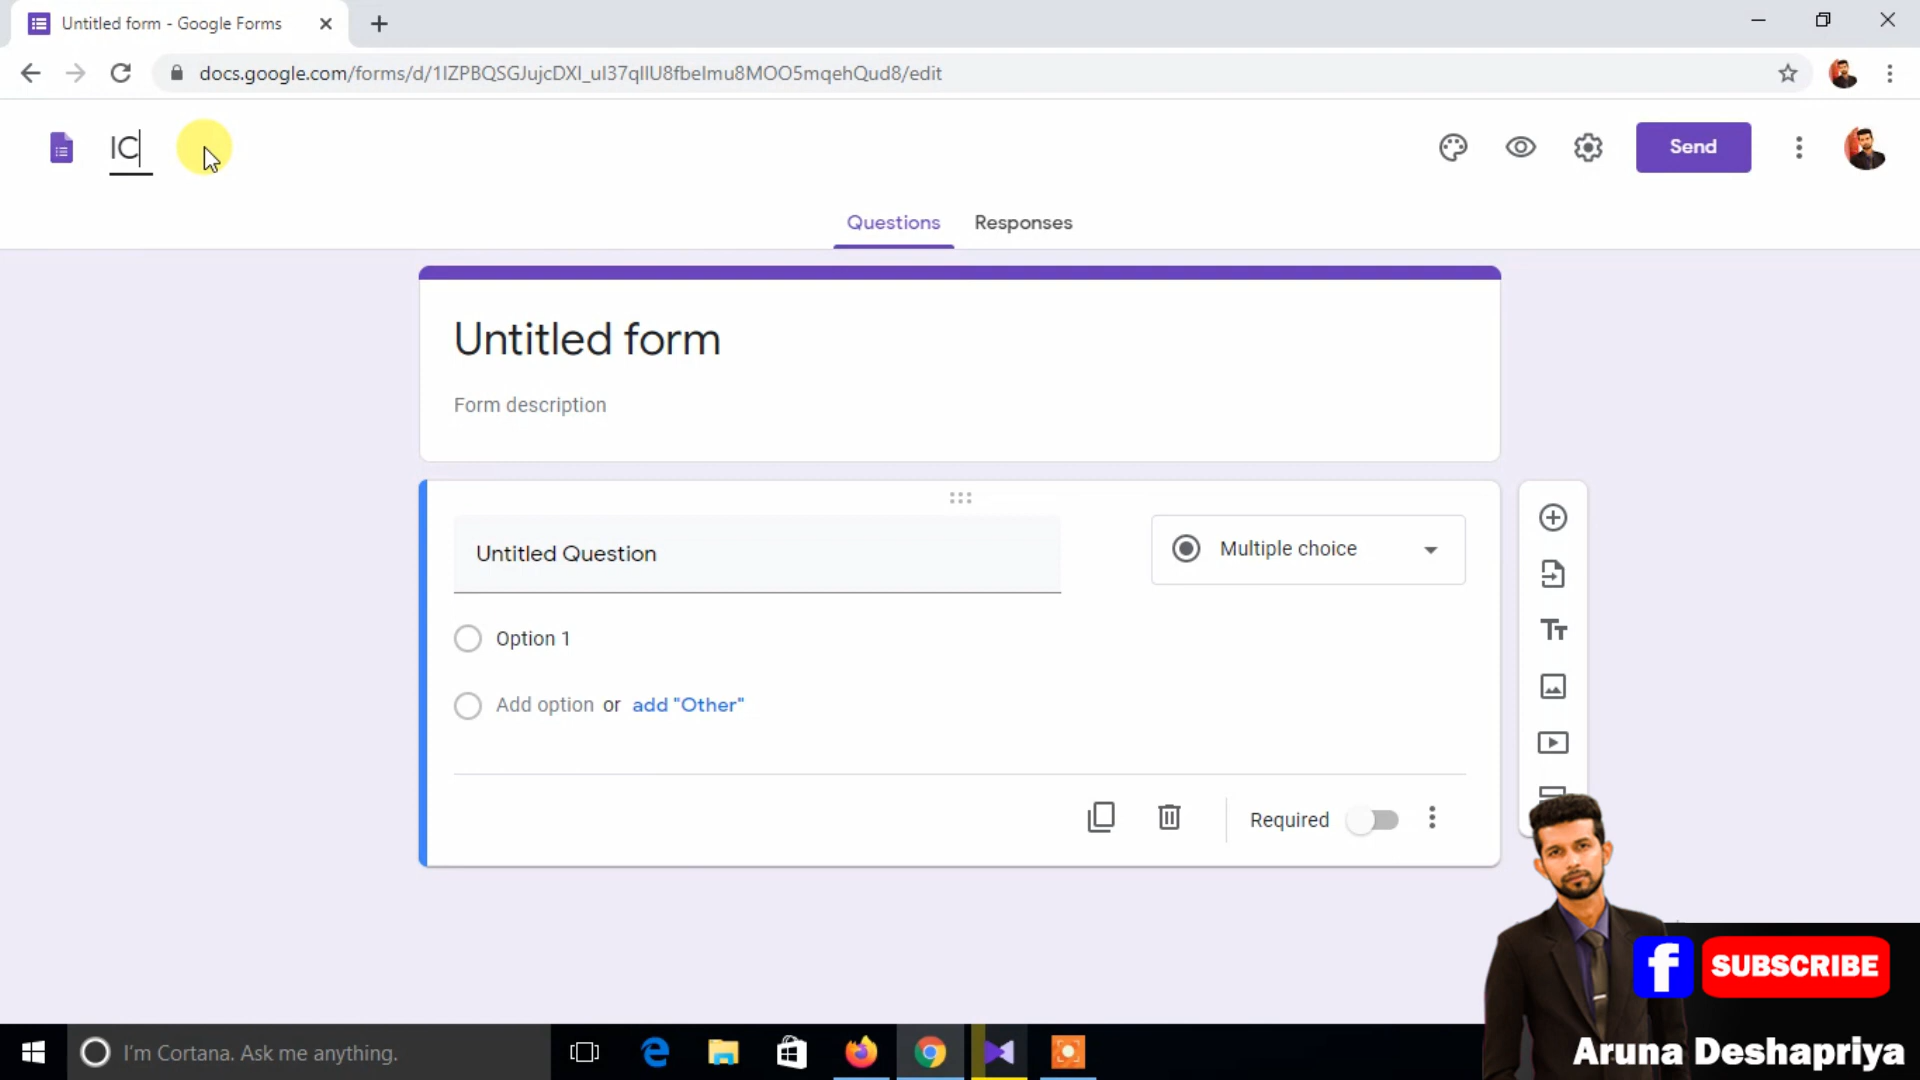 Untitled form - Google Forms
docs.google.com/forms/d/1IZPBQSGJujcDXI_uI37qIIU8fbeImu8MOO5mqehQud8/edit
IC
Send
Questions Responses
Untitled form
Form description
Untitled Question
Multiple choice
Option 1
Add option or add "Other"
Required
f SUBSCRIBE
Aruna Deshapriya
I'm Cortana. Ask me anything.